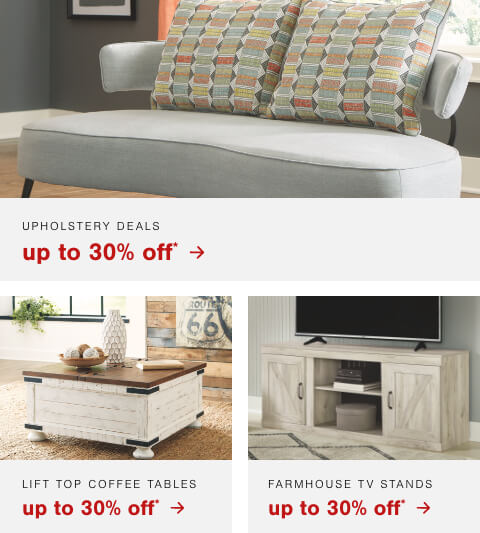 UPHOLSTERY DEALS
up to 30% off* →
ROUTE
66
LIFT TOP COFFEE TABLES
up to 30% off* →
FARMHOUSE TV STANDS
up to 30% off* →